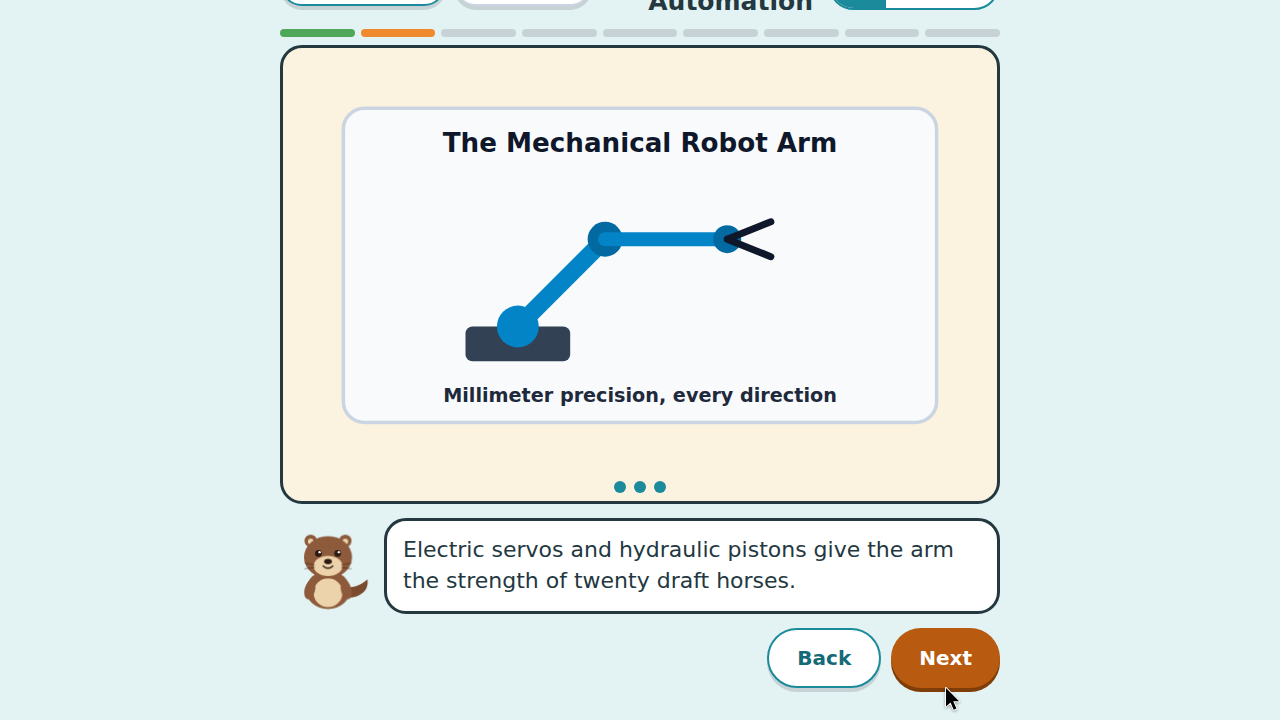 Automation
The Mechanical Robot Arm
Millimeter precision, every direction
Electric servos and hydraulic pistons give the arm
the strength of twenty draft horses.
Back
Next